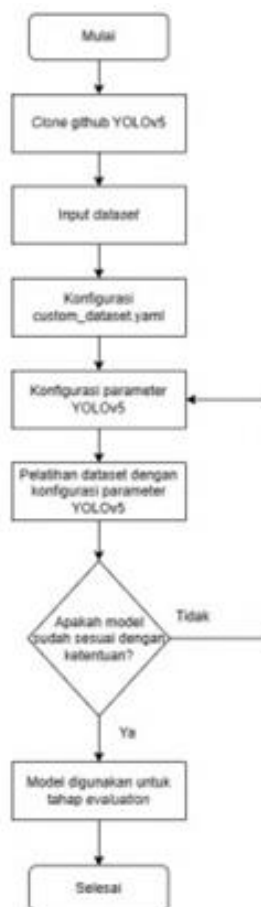 Mulai
Clone github YOLOv5
Input dataset
Konfigurasi
custom_dataset.yaml
Konfigurasi parameter
YOLOv5
Pelatihan dataset dengan
konfigurasi parameter
YOLOv5
Apakah model
sudah sesuai dengan
ketentuan?
Tidak
Ya
Model digunakan untuk
tahap evaluation
Selesai